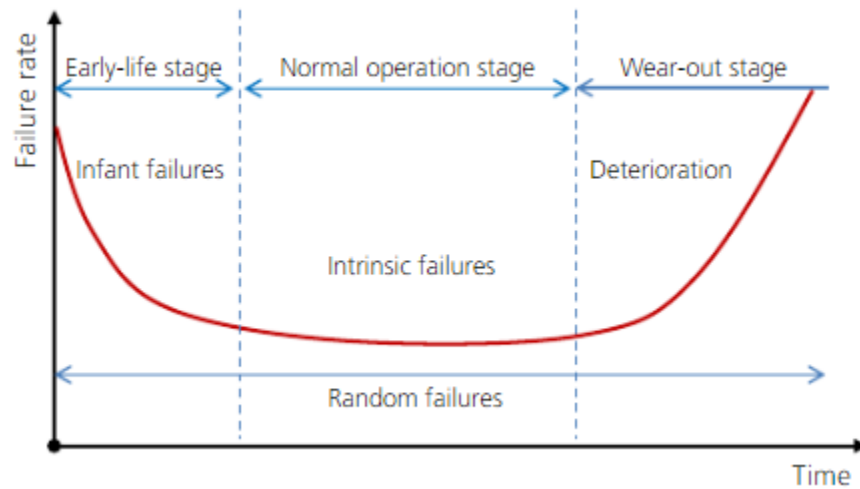 Failure rate
Early-life stage
Normal operation stage
Wear-out stage
Infant failures
Deterioration
Intrinsic failures
Random failures
Time